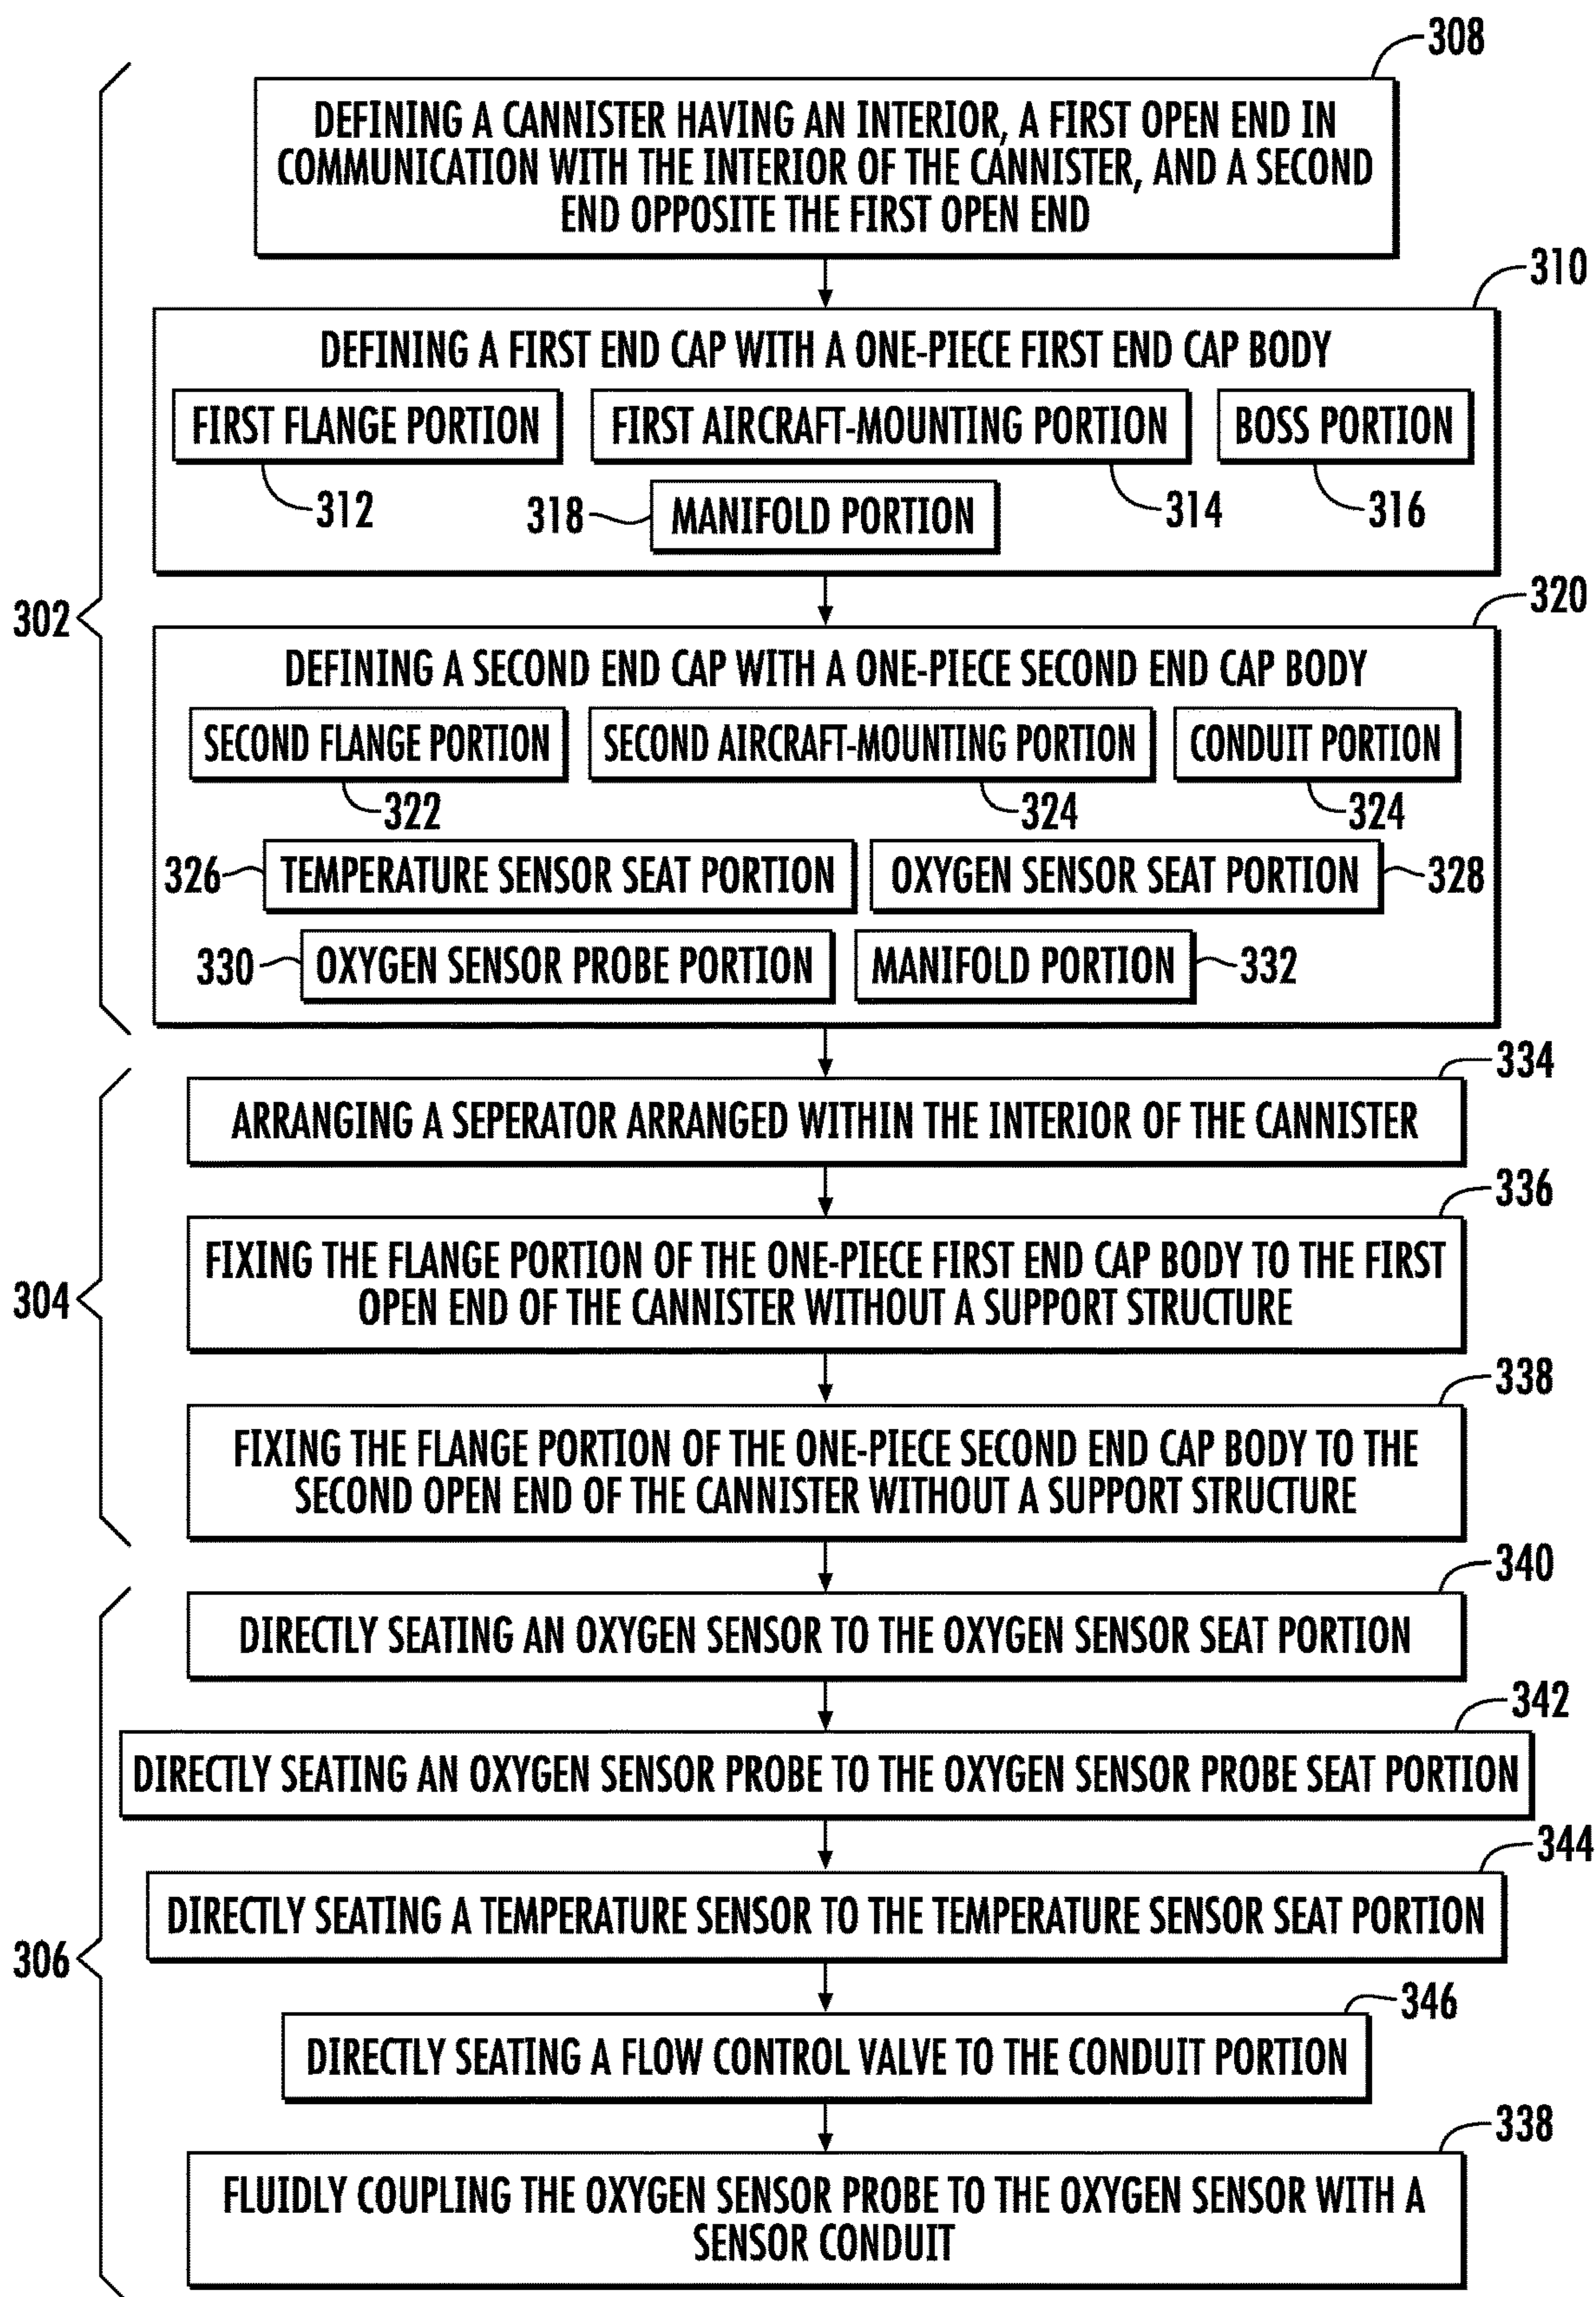 308
DEFINING A CANNISTER HAVING AN INTERIOR, A FIRST OPEN END IN
COMMUNICATION WITH THE INTERIOR OF THE CANNISTER, AND A SECOND
END OPPOSITE THE FIRST OPEN END
310
DEFINING A FIRST END CAP WITH A ONE-PIECE FIRST END CAP BODY
FIRST FLANGE PORTION
FIRST AIRCRAFT-MOUNTING PORTION
BOSS PORTION
312
318
MANIFOLD PORTION
314
316
302
320
DEFINING A SECOND END CAP WITH A ONE-PIECE SECOND END CAP BODY
SECOND FLANGE PORTION
SECOND AIRCRAFT-MOUNTING PORTION
CONDUIT PORTION
322
324
324
326
TEMPERATURE SENSOR SEAT PORTION
OXYGEN SENSOR SEAT PORTION
328
330
OXYGEN SENSOR PROBE PORTION
MANIFOLD PORTION
332
334
ARRANGING A SEPERATOR ARRANGED WITHIN THE INTERIOR OF THE CANNISTER
336
304
FIXING THE FLANGE PORTION OF THE ONE-PIECE FIRST END CAP BODY TO THE FIRST
OPEN END OF THE CANNISTER WITHOUT A SUPPORT STRUCTURE
338
FIXING THE FLANGE PORTION OF THE ONE-PIECE SECOND END CAP BODY TO THE
SECOND OPEN END OF THE CANNISTER WITHOUT A SUPPORT STRUCTURE
340
DIRECTLY SEATING AN OXYGEN SENSOR TO THE OXYGEN SENSOR SEAT PORTION
342
DIRECTLY SEATING AN OXYGEN SENSOR PROBE TO THE OXYGEN SENSOR PROBE SEAT PORTION
344
DIRECTLY SEATING A TEMPERATURE SENSOR TO THE TEMPERATURE SENSOR SEAT PORTION
306
346
DIRECTLY SEATING A FLOW CONTROL VALVE TO THE CONDUIT PORTION
338
FLUIDLY COUPLING THE OXYGEN SENSOR PROBE TO THE OXYGEN SENSOR WITH A
SENSOR CONDUIT